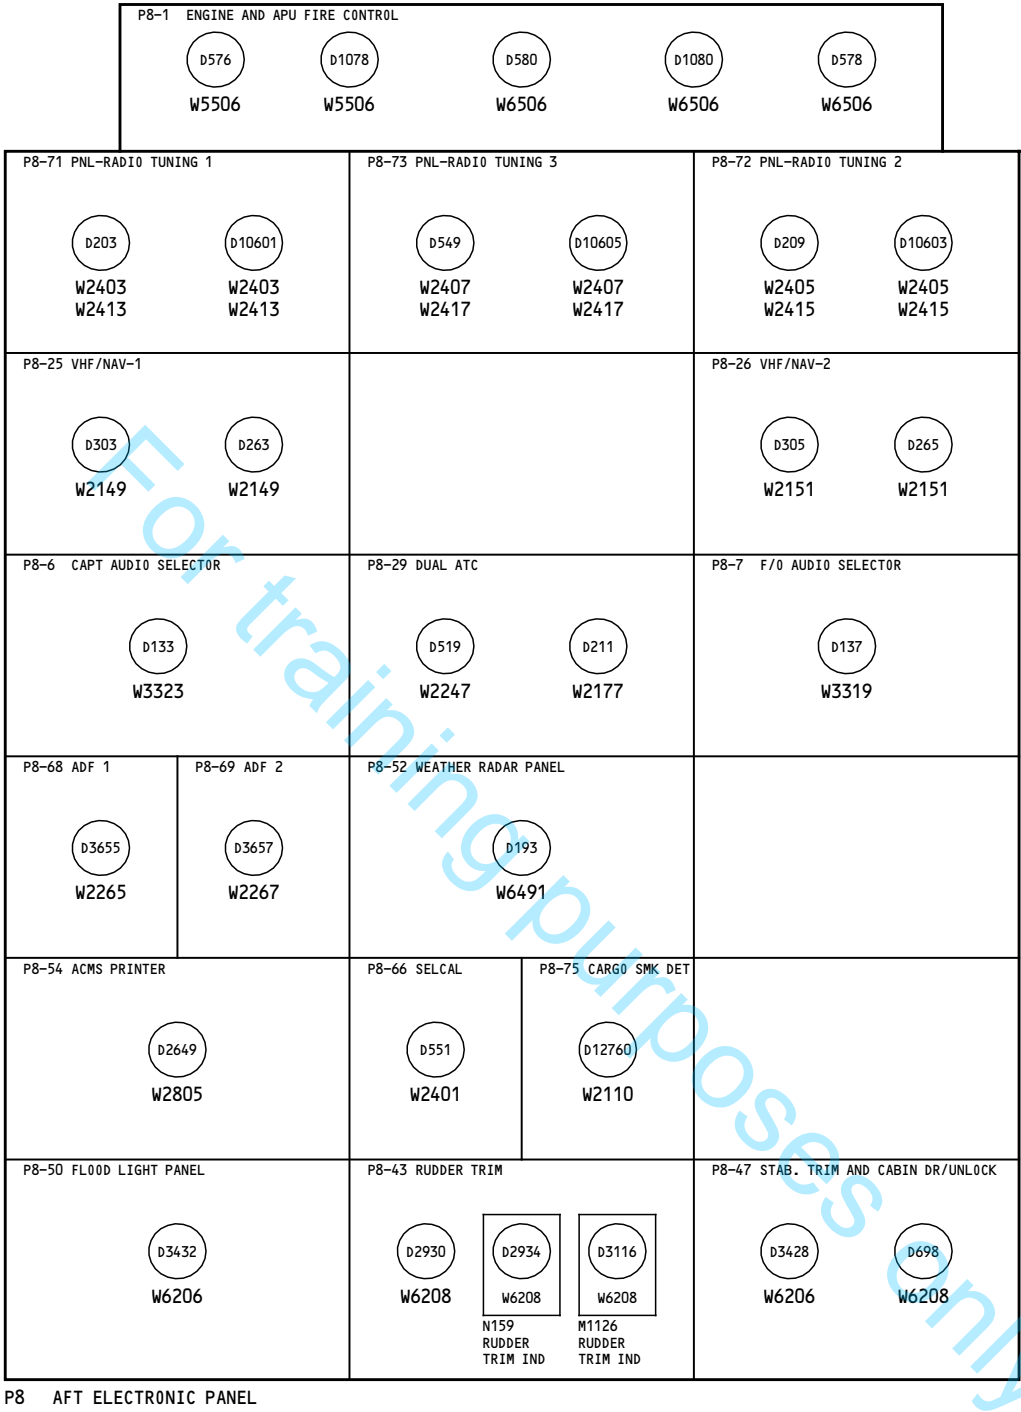 P8-1 ENGINE AND APU FIRE CONTROL
D576 D1078 D580 D1080 D578
W5506 W5506 W6506 W6506 W6506
P8-71 PNL-RADIO TUNING 1
D203 D10601
W2403 W2403
W2413 W2413
P8-73 PNL-RADIO TUNING 3
D549 D10605
W2407 W2407
W2417 W2417
P8-72 PNL-RADIO TUNING 2
D209 D10603
W2405 W2405
W2415 W2415
P8-25 VHF/NAV-1
D303 D263
W2149 W2149
P8-26 VHF/NAV-2
D305 D265
W2151 W2151
P8-6 CAPT AUDIO SELECTOR
D133
W3323
P8-29 DUAL ATC
D519 D211
W2247 W2177
P8-7 F/O AUDIO SELECTOR
D137
W3319
P8-68 ADF 1
D3655
W2265
P8-69 ADF 2
D3657
W2267
P8-52 WEATHER RADAR PANEL
D193
W6491
P8-54 ACMS PRINTER
D2649
W2805
P8-66 SELCAL
D551
W2401
P8-75 CARGO SMK DET
D12760
W2110
P8-50 FLOOD LIGHT PANEL
D3432
W6206
P8-43 RUDDER TRIM
D2930 D2934 D3116
W6208 W6208 W6208
N159
RUDDER
TRIM IND
M1126
RUDDER
TRIM IND
P8-47 STAB. TRIM AND CABIN DR/UNLOCK
D3428 D698
W6206 W6208
P8 AFT ELECTRONIC PANEL
For training purposes only